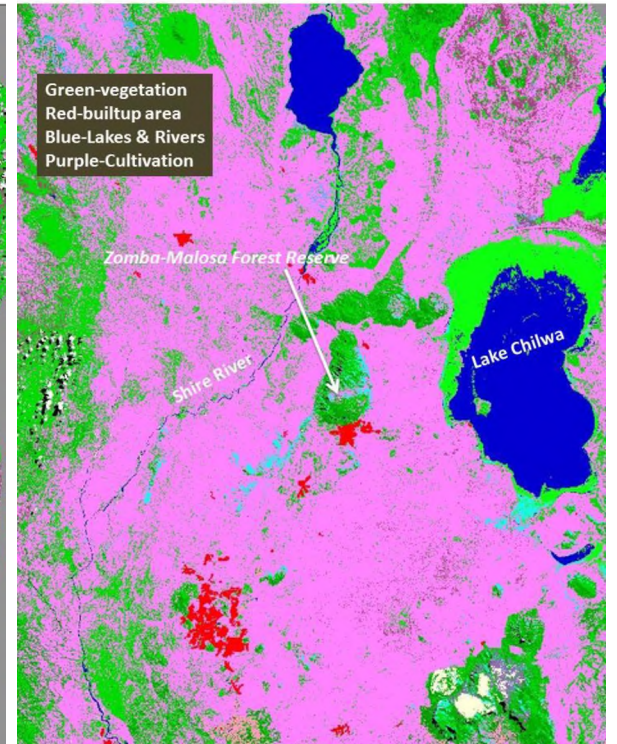 Green-vegetation
Red-builtup area
Blue-Lakes & Rivers
Purple-Cultivation
Zomba-Malosa Forest Reserve
Lake Chilwa
Shire River